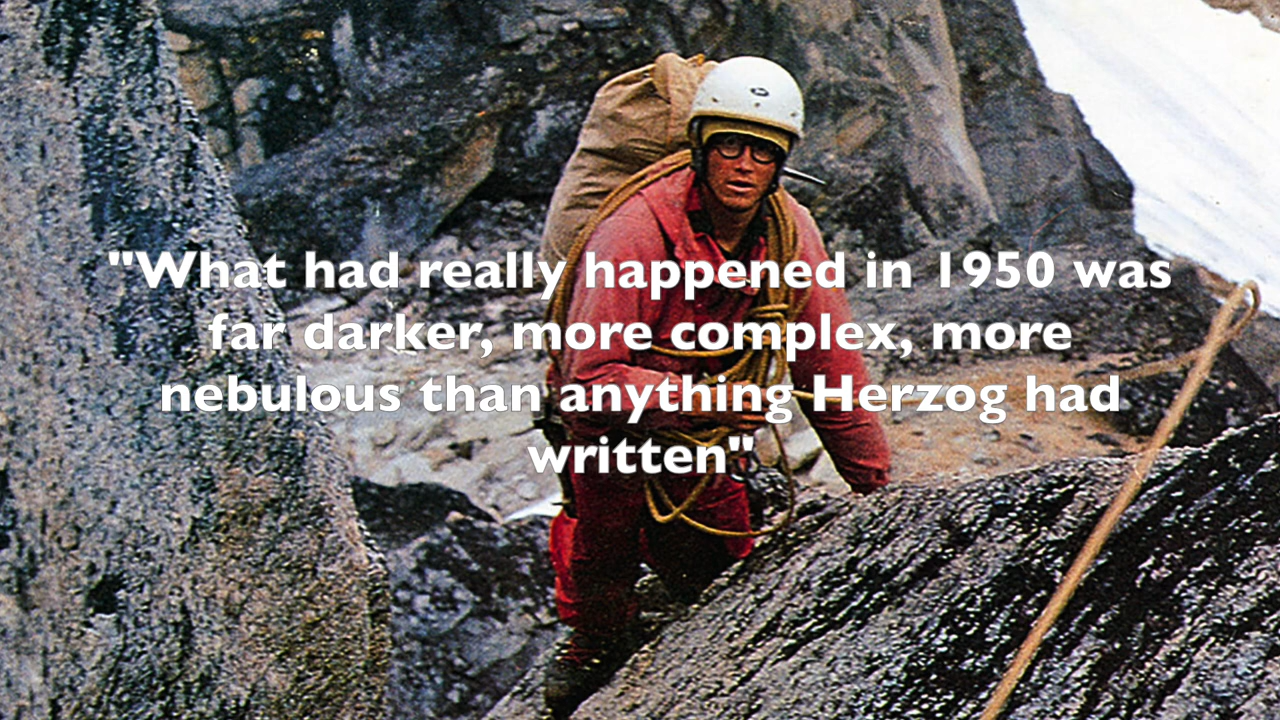 "What had really happened in 1950 was
far darker, more complex, more
nebulous than anything Herzog had
written"